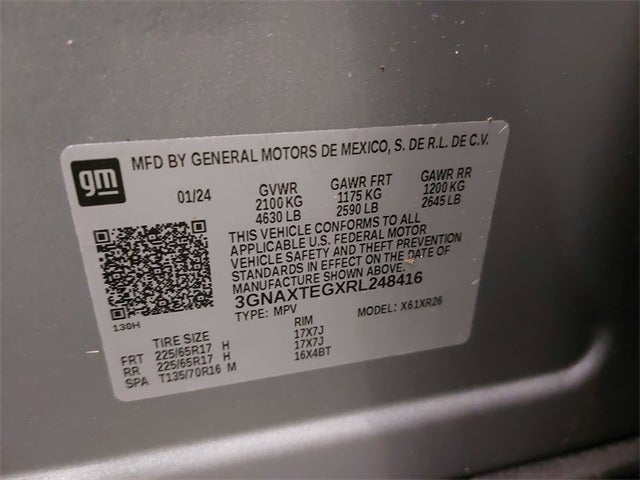 gm
MFD BY GENERAL MOTORS DE MEXICO, S. DE R.L. DE C.V.
01/24 GVWR GAWR FRT GAWR RR
2100 KG 1175 KG 1200 KG
4630 LB 2590 LB 2645 LB
THIS VEHICLE CONFORMS TO ALL
APPLICABLE U.S. FEDERAL MOTOR
VEHICLE SAFETY AND THEFT PREVENTION
STANDARDS IN EFFECT ON THE DATE OF
MANUFACTURE SHOWN ABOVE.
3GNAXTEGXRL248416
TYPE: MPV MODEL: X61XR26
130H
TIRE SIZE RIM
FRT 225/65R17 H 17X7J
RR 225/65R17 H 17X7J
SPA T135/70R16 M 16X4BT